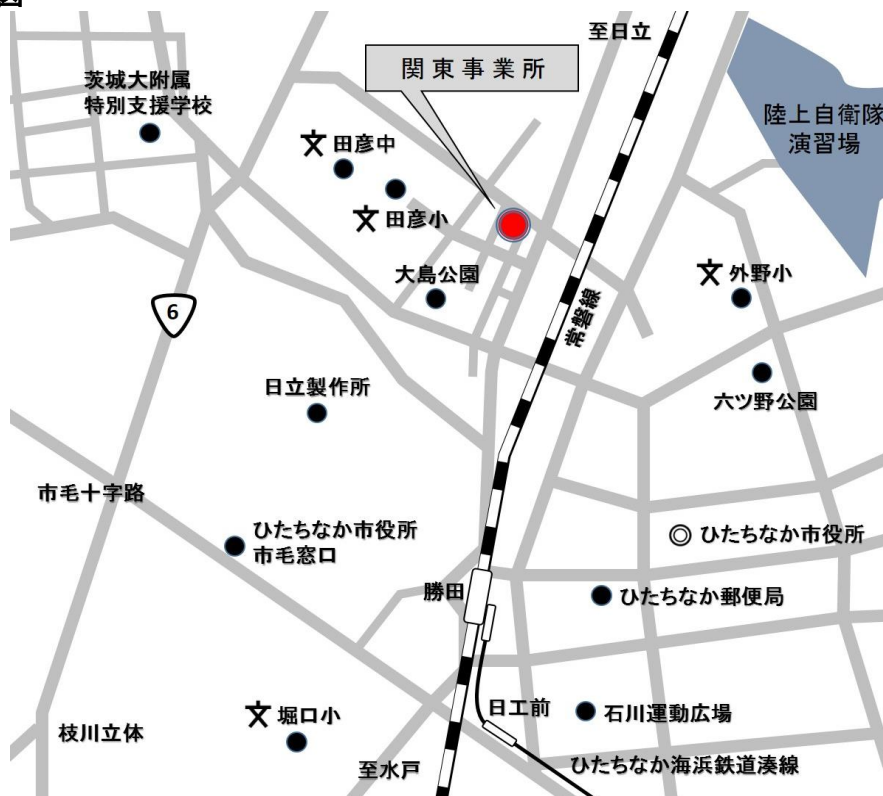 至日立
関東事業所
茨城大附属
特別支援学校
陸上自衛隊
演習場
文 田彦中
文 田彦小
大島公園
文 外野小
6
常磐線
日立製作所
六ツ野公園
市毛十字路
ひたちなか市役所
市毛窓口
ひたちなか市役所
勝田
ひたちなか郵便局
文 堀口小
日工前
石川運動広場
枝川立体
至水戸
ひたちなか海浜鉄道湊線